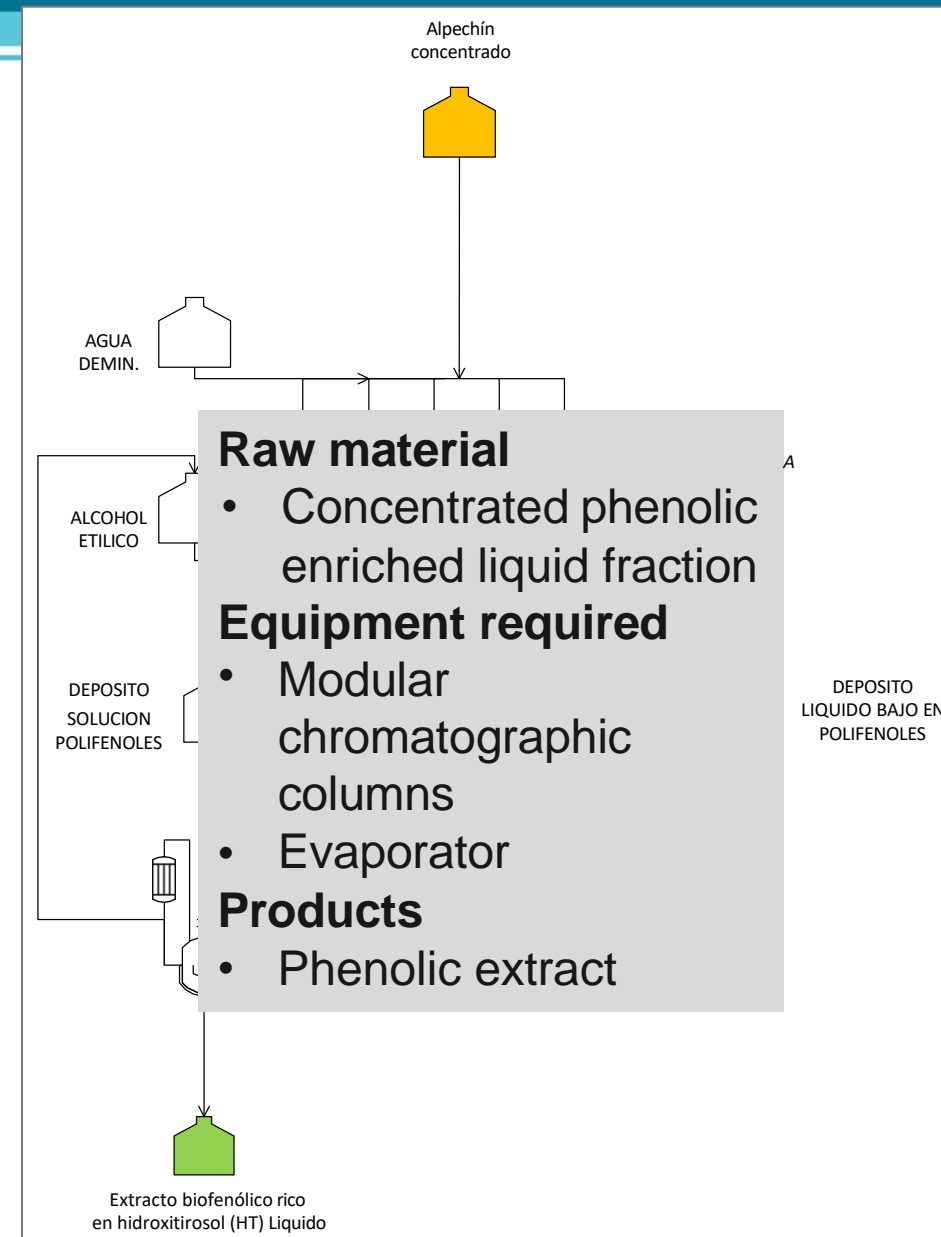 Alpechín
concentrado
AGUA
DEMIN.
Raw material
• Concentrated phenolic
enriched liquid fraction
Equipment required
• Modular
chromatographic
columns
• Evaporator
Products
• Phenolic extract
A
ALCOHOL
ETILICO
DEPOSITO
SOLUCION
POLIFENOLES
DEPOSITO
LIQUIDO BAJO EN
POLIFENOLES
Extracto biofenólico rico
en hidroxitirosol (HT) Liquido